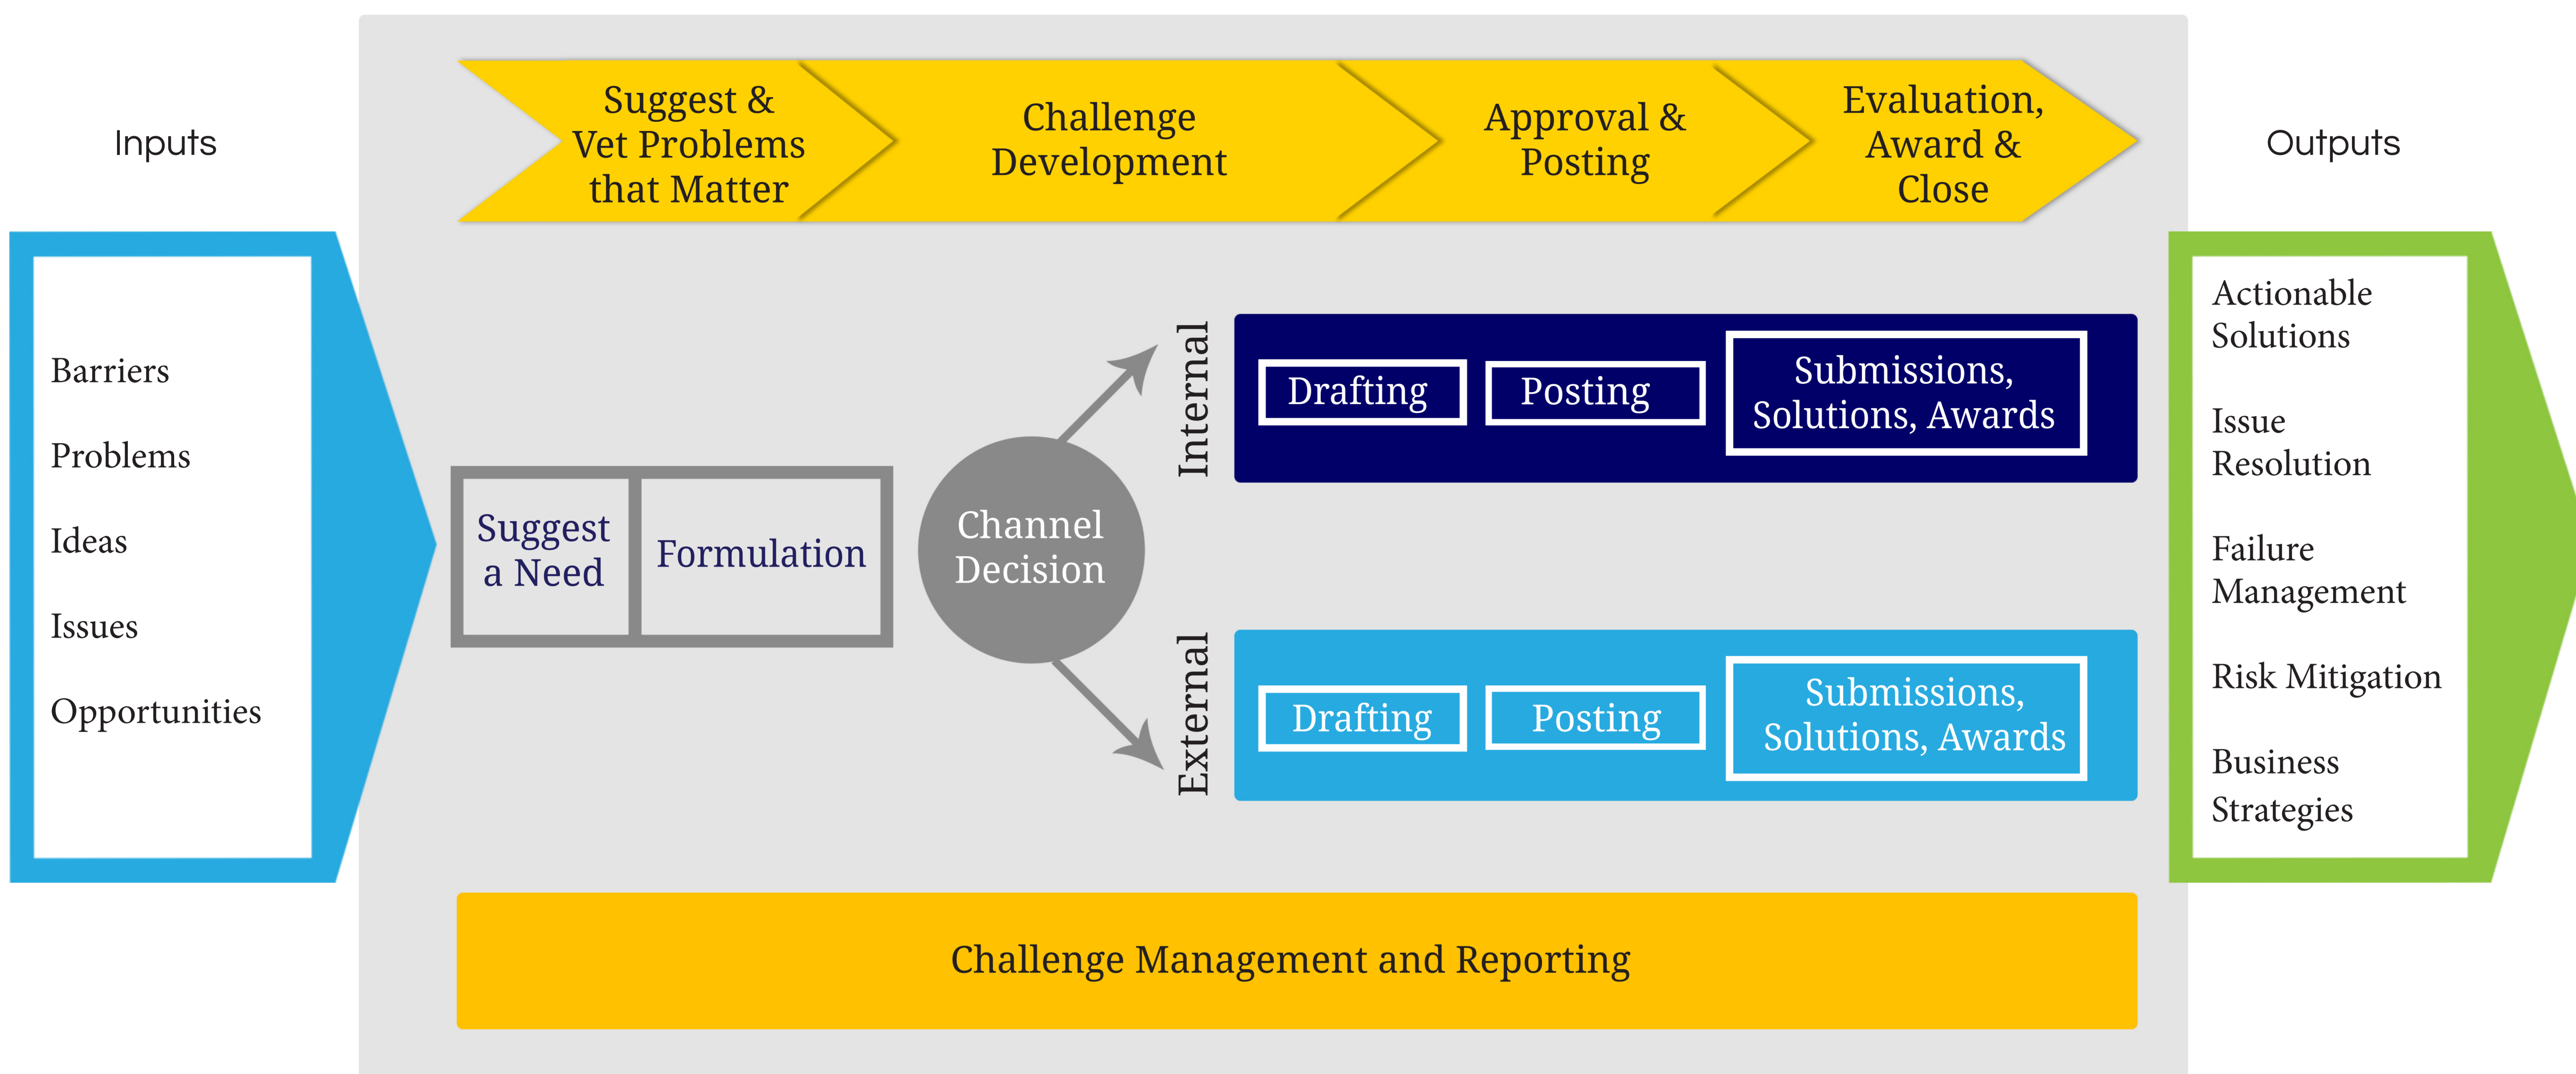 Inputs
Suggest &
Vet Problems
that Matter
Challenge
Development
Approval &
Posting
Evaluation,
Award &
Close
Outputs
Barriers
Problems
Ideas
Issues
Opportunities
Suggest
a Need
Formulation
Channel
Decision
Internal
Drafting
Posting
Submissions,
Solutions, Awards
External
Drafting
Posting
Submissions,
Solutions, Awards
Actionable
Solutions
Issue
Resolution
Failure
Management
Risk Mitigation
Business
Strategies
Challenge Management and Reporting